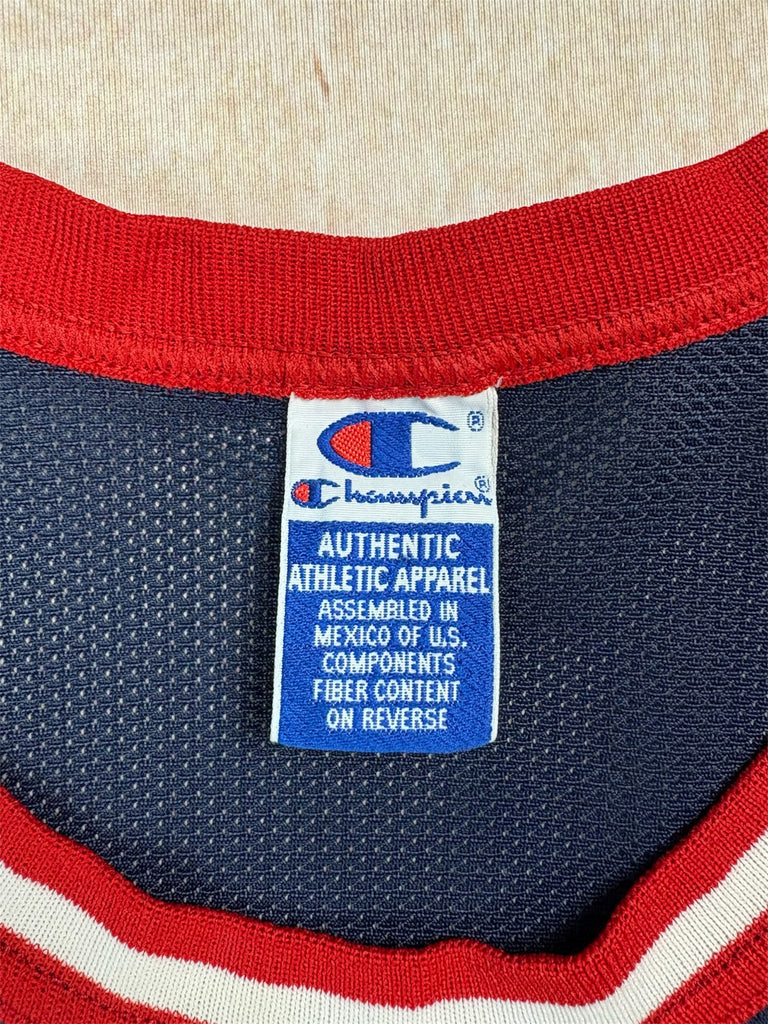 ®
Champion®
AUTHENTIC
ATHLETIC APPAREL
ASSEMBLED IN
MEXICO OF U.S.
COMPONENTS
FIBER CONTENT
ON REVERSE